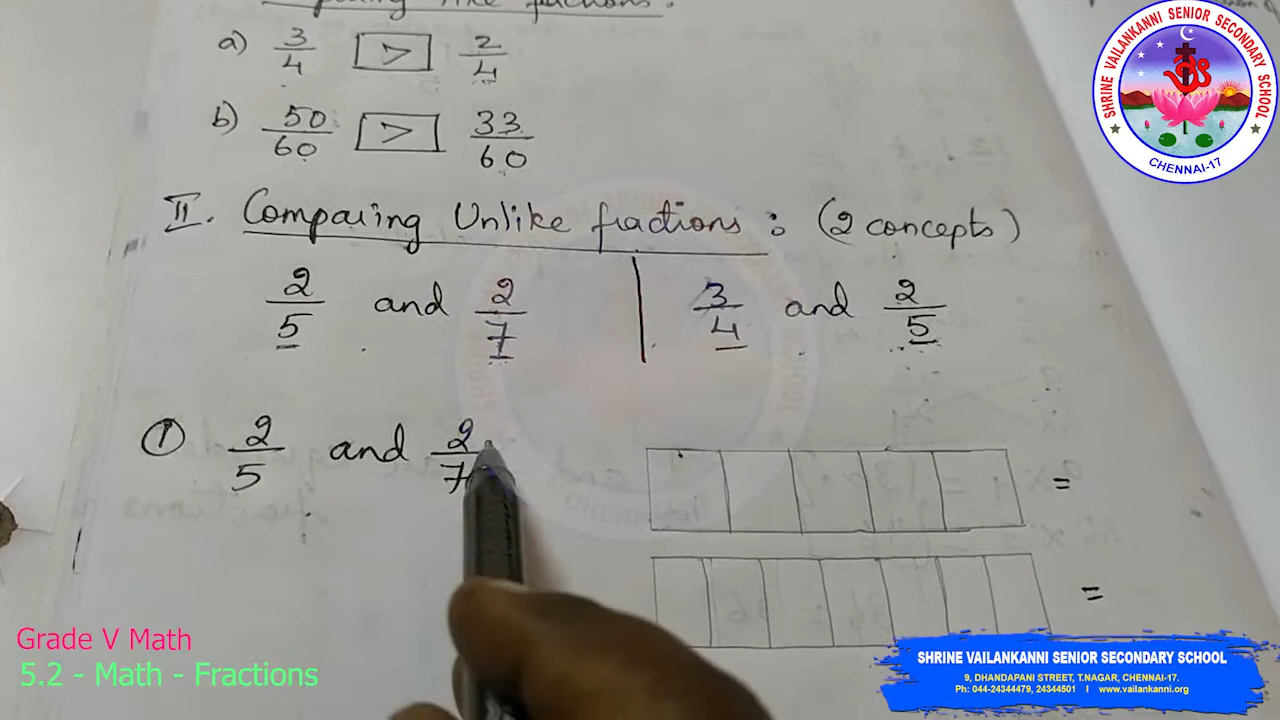 Comparing like fractions :
a) 3/4 > 2/4
b) 50/60 > 33/60
II. Comparing Unlike fractions : (2 concepts)
2/5 and 2/7 | 3/4 and 2/5
① 2/5 and 2/7
=
=
Grade V Math
5.2 - Math - Fractions
SHRINE VAILANKANNI SENIOR SECONDARY SCHOOL
CHENNAI-17
SHRINE VAILANKANNI SENIOR SECONDARY SCHOOL
9, DHANDAPANI STREET, T.NAGAR, CHENNAI-17.
Ph: 044-24344479, 24344501 I www.vailankanni.org